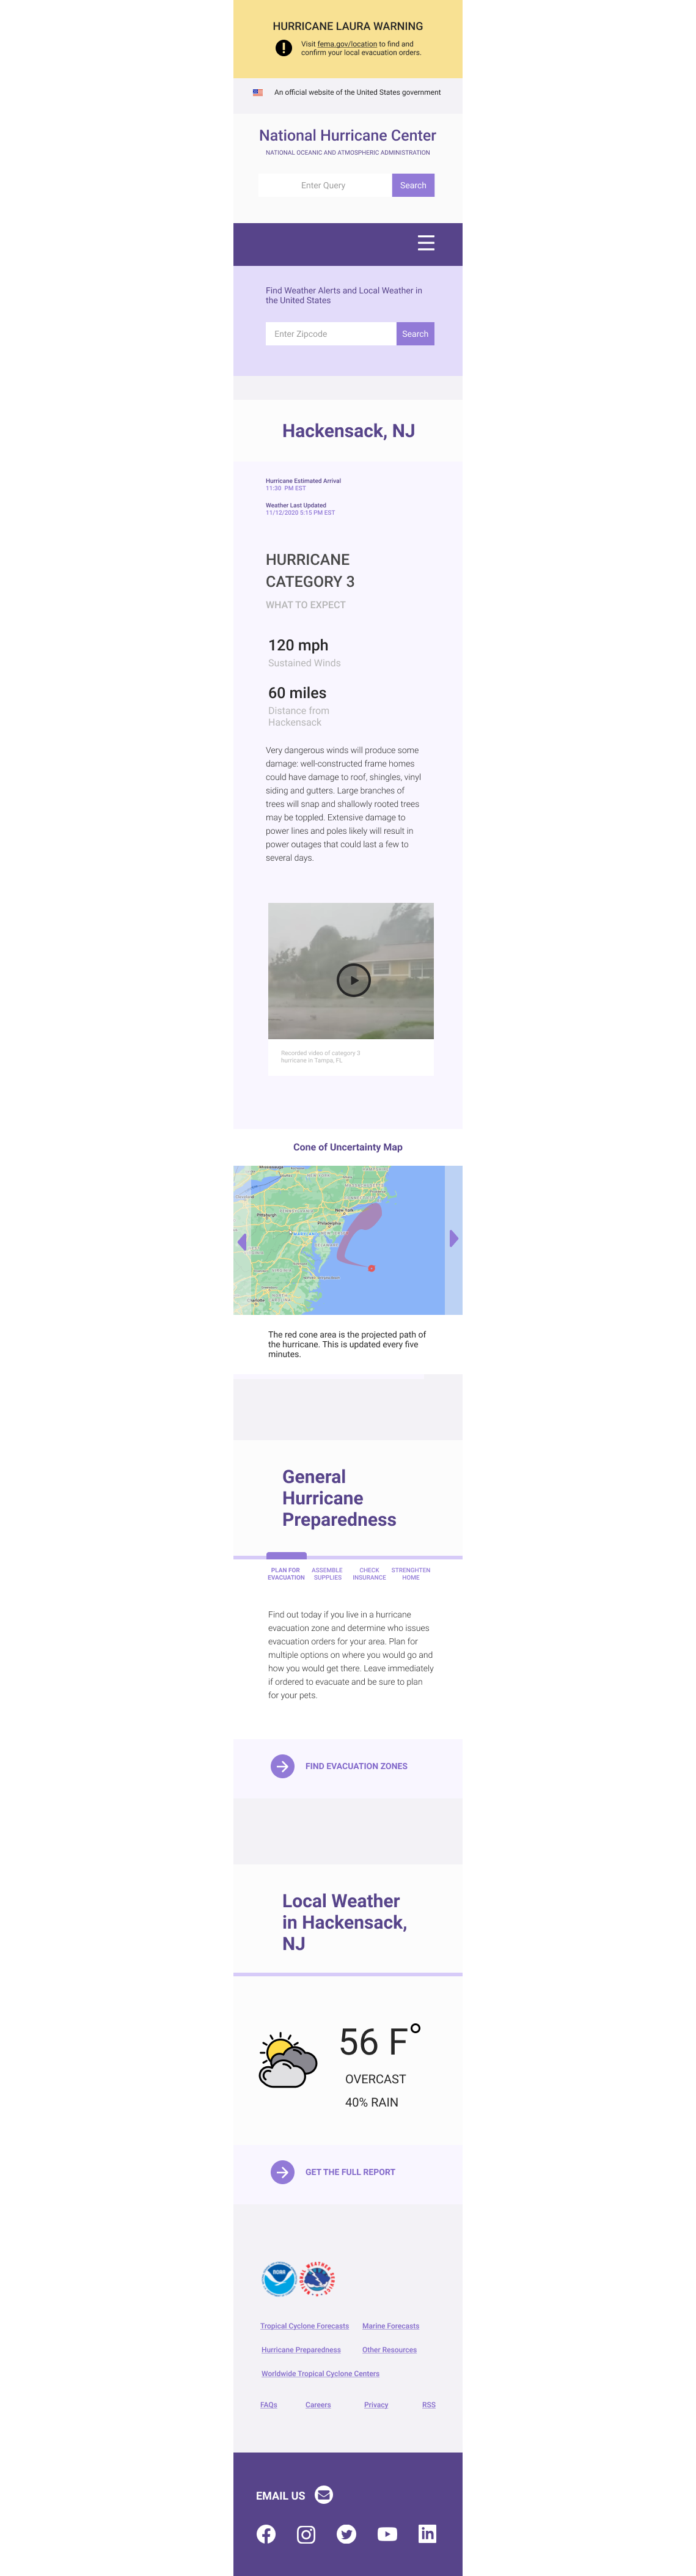 HURRICANE LAURA WARNING
Visit fema.gov/location to find and
confirm your local evacuation orders.
An official website of the United States government
National Hurricane Center
NATIONAL OCEANIC AND ATMOSPHERIC ADMINISTRATION
Enter Query
Search
Find Weather Alerts and Local Weather in
the United States
Enter Zipcode
Search
Hackensack, NJ
Hurricane Estimated Arrival
11:30 PM EST
Weather Last Updated
11/12/2020 5:15 PM EST
HURRICANE
CATEGORY 3
WHAT TO EXPECT
120 mph
Sustained Winds
60 miles
Distance from
Hackensack
Very dangerous winds will produce some
damage: well-constructed frame homes
could have damage to roof, shingles, vinyl
siding and gutters. Large branches of
trees will snap and shallowly rooted trees
may be toppled. Extensive damage to
power lines and poles likely will result in
power outages that could last a few to
several days.
Recorded video of category 3
hurricane in Tampa, FL
Cone of Uncertainty Map
New York
Pittsburgh
Philadelphia
The red cone area is the projected path of
the hurricane. This is updated every five
minutes.
General
Hurricane
Preparedness
PLAN FOR
EVACUATION
ASSEMBLE
SUPPLIES
CHECK
INSURANCE
STRENGHTEN
HOME
Find out today if you live in a hurricane
evacuation zone and determine who issues
evacuation orders for your area. Plan for
multiple options on where you would go and
how you would get there. Leave immediately
if ordered to evacuate and be sure to plan
for your pets.
FIND EVACUATION ZONES
Local Weather
in Hackensack,
NJ
56 F°
OVERCAST
40% RAIN
GET THE FULL REPORT
NOAA
Tropical Cyclone Forecasts
Marine Forecasts
Hurricane Preparedness
Other Resources
Worldwide Tropical Cyclone Centers
FAQs
Careers
Privacy
RSS
EMAIL US